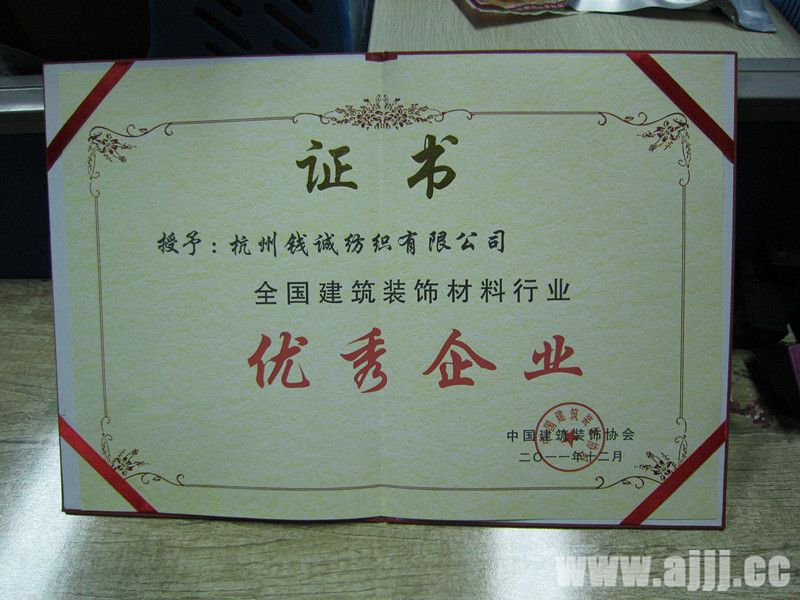 证书
授予：杭州钱诚纺织有限公司
全国建筑装饰材料行业
优秀企业
中国建筑装饰协会
二〇一一年十二月
www.ajjj.cc